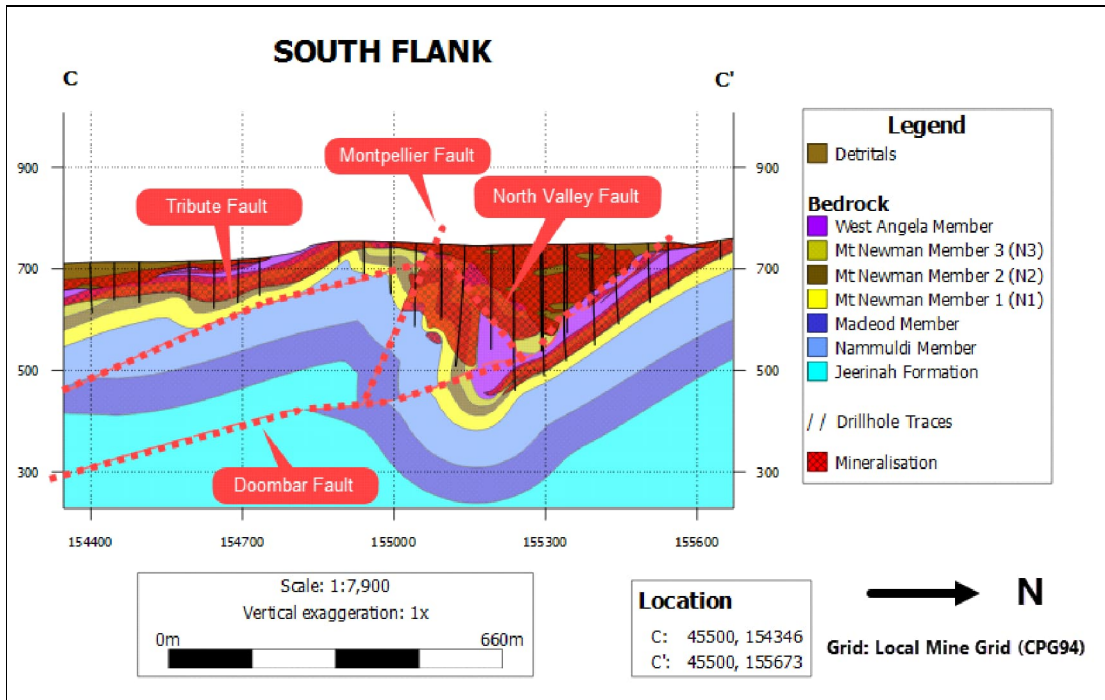 SOUTH FLANK
C
C'
Montpellier Fault
North Valley Fault
Tribute Fault
Doombar Fault
900
700
500
300
900
700
500
300
154400
154700
155000
155300
155600
Legend
Detritals
Bedrock
West Angela Member
Mt Newman Member 3 (N3)
Mt Newman Member 2 (N2)
Mt Newman Member 1 (N1)
Macleod Member
Nammuldi Member
Jeerinah Formation
/ / Drillhole Traces
Mineralisation
Scale: 1:7,900
Vertical exaggeration: 1x
0m 660m
Location
C: 45500, 154346
C': 45500, 155673
N
Grid: Local Mine Grid (CPG94)